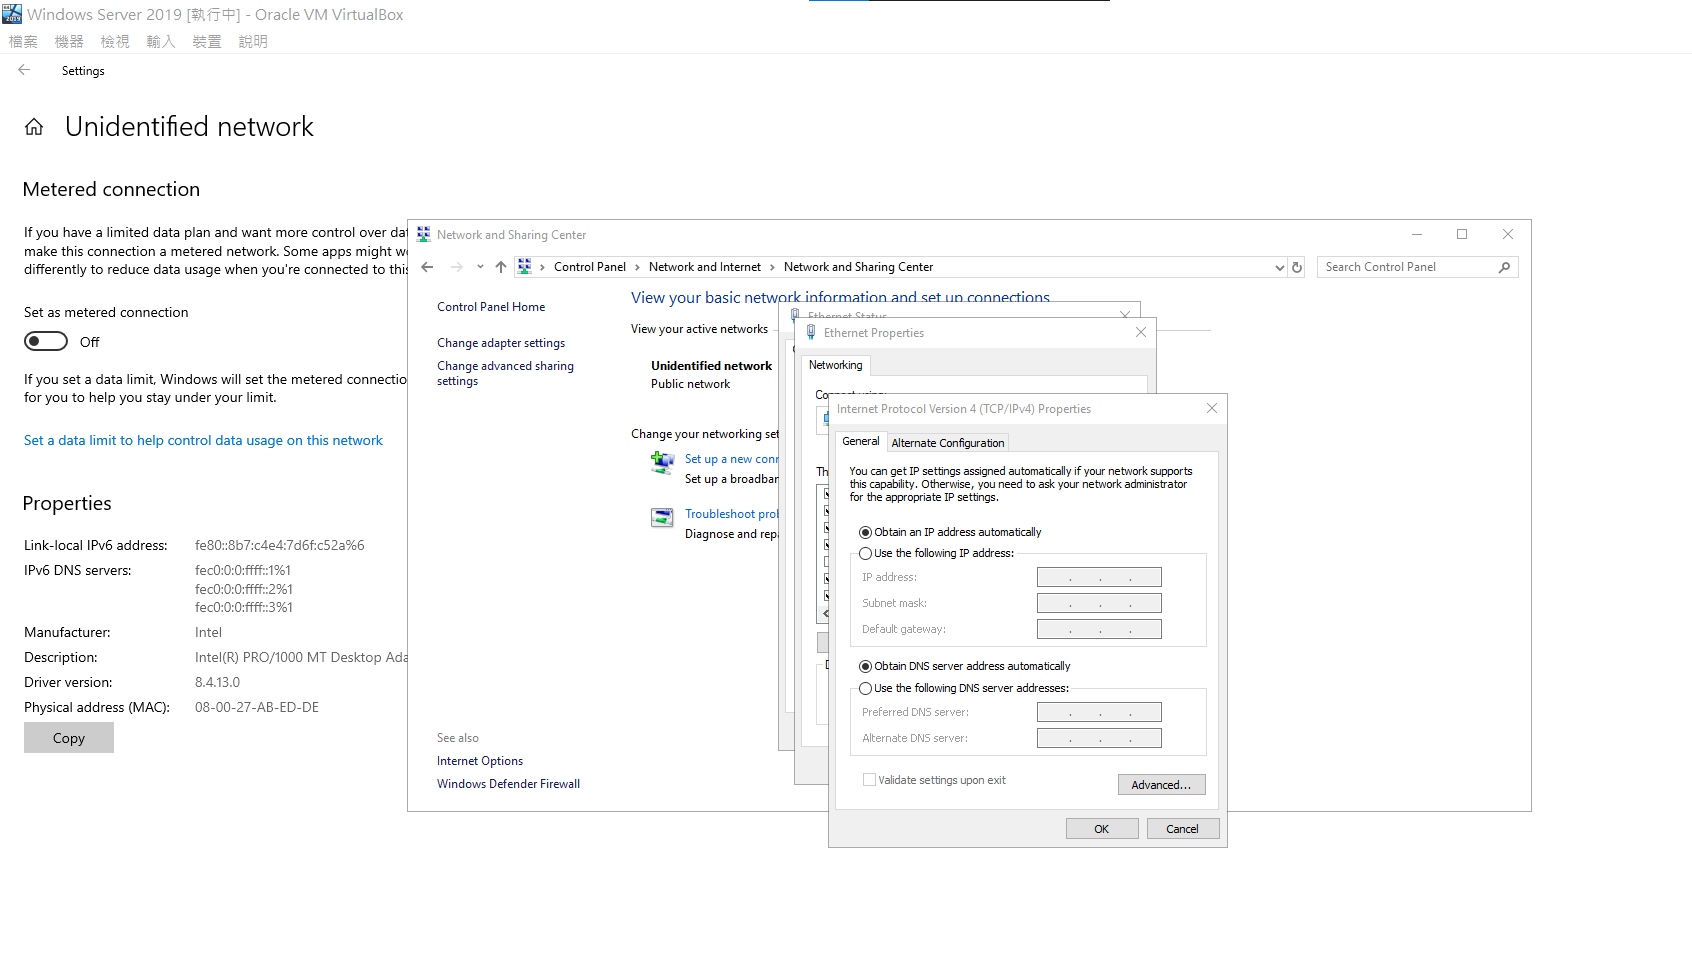 Windows Server 2019 [執行中] - Oracle VM VirtualBox
檔案 機器 檢視 輸入 裝置 說明
Settings
Unidentified network
Metered connection
If you have a limited data plan and want more control over
make this connection a metered network. Some apps might
differently to reduce data usage when you're connected to
Set as metered connection
Off
If you set a data limit, Windows will set the metered
for you to help you stay under your limit.
Set a data limit to help control data usage on this network
Properties
Link-local IPv6 address: fe80::8b7:c4e4:7d6f:c52a%6
IPv6 DNS servers: fec0:0:0:ffff::1%1
fec0:0:0:ffff::2%1
fec0:0:0:ffff::3%1
Manufacturer: Intel
Description: Intel(R) PRO/1000 MT Desktop
Driver version: 8.4.13.0
Physical address (MAC): 08-00-27-AB-ED-DE
Copy
Network and Sharing Center
Control Panel › Network and Internet › Network and Sharing Center
Search Control Panel
Control Panel Home
Change adapter settings
Change advanced sharing
settings
See also
Internet Options
Windows Defender Firewall
View your basic network information and set up connections
View your active networks
Unidentified network
Public network
Change your networking
Set up a new
Set up a
Troubleshoot
Diagnose and
Ethernet Status
Ethernet Properties
Networking
Internet Protocol Version 4 (TCP/IPv4) Properties
General
Alternate Configuration
You can get IP settings assigned automatically if your network supports
this capability. Otherwise, you need to ask your network administrator
for the appropriate IP settings.
Obtain an IP address automatically
Use the following IP address:
IP address:
Subnet mask:
Default gateway:
Obtain DNS server address automatically
Use the following DNS server addresses:
Preferred DNS server:
Alternate DNS server:
Validate settings upon exit
Advanced...
OK
Cancel